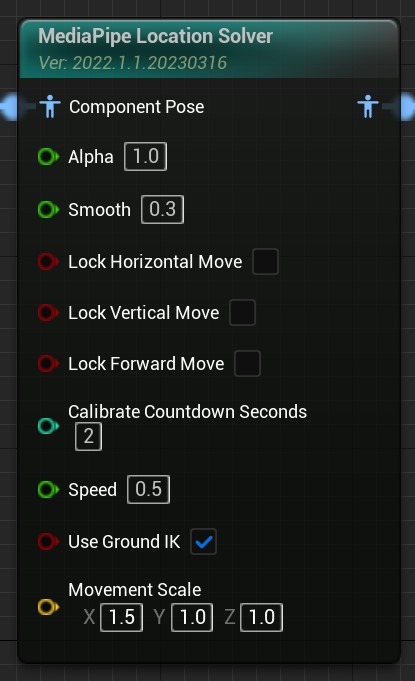 MediaPipe Location Solver
Ver: 2022.1.1.20230316
Component Pose
Alpha 1.0
Smooth 0.3
Lock Horizontal Move
Lock Vertical Move
Lock Forward Move
Calibrate Countdown Seconds
2
Speed 0.5
Use Ground IK
Movement Scale
X 1.5 Y 1.0 Z 1.0